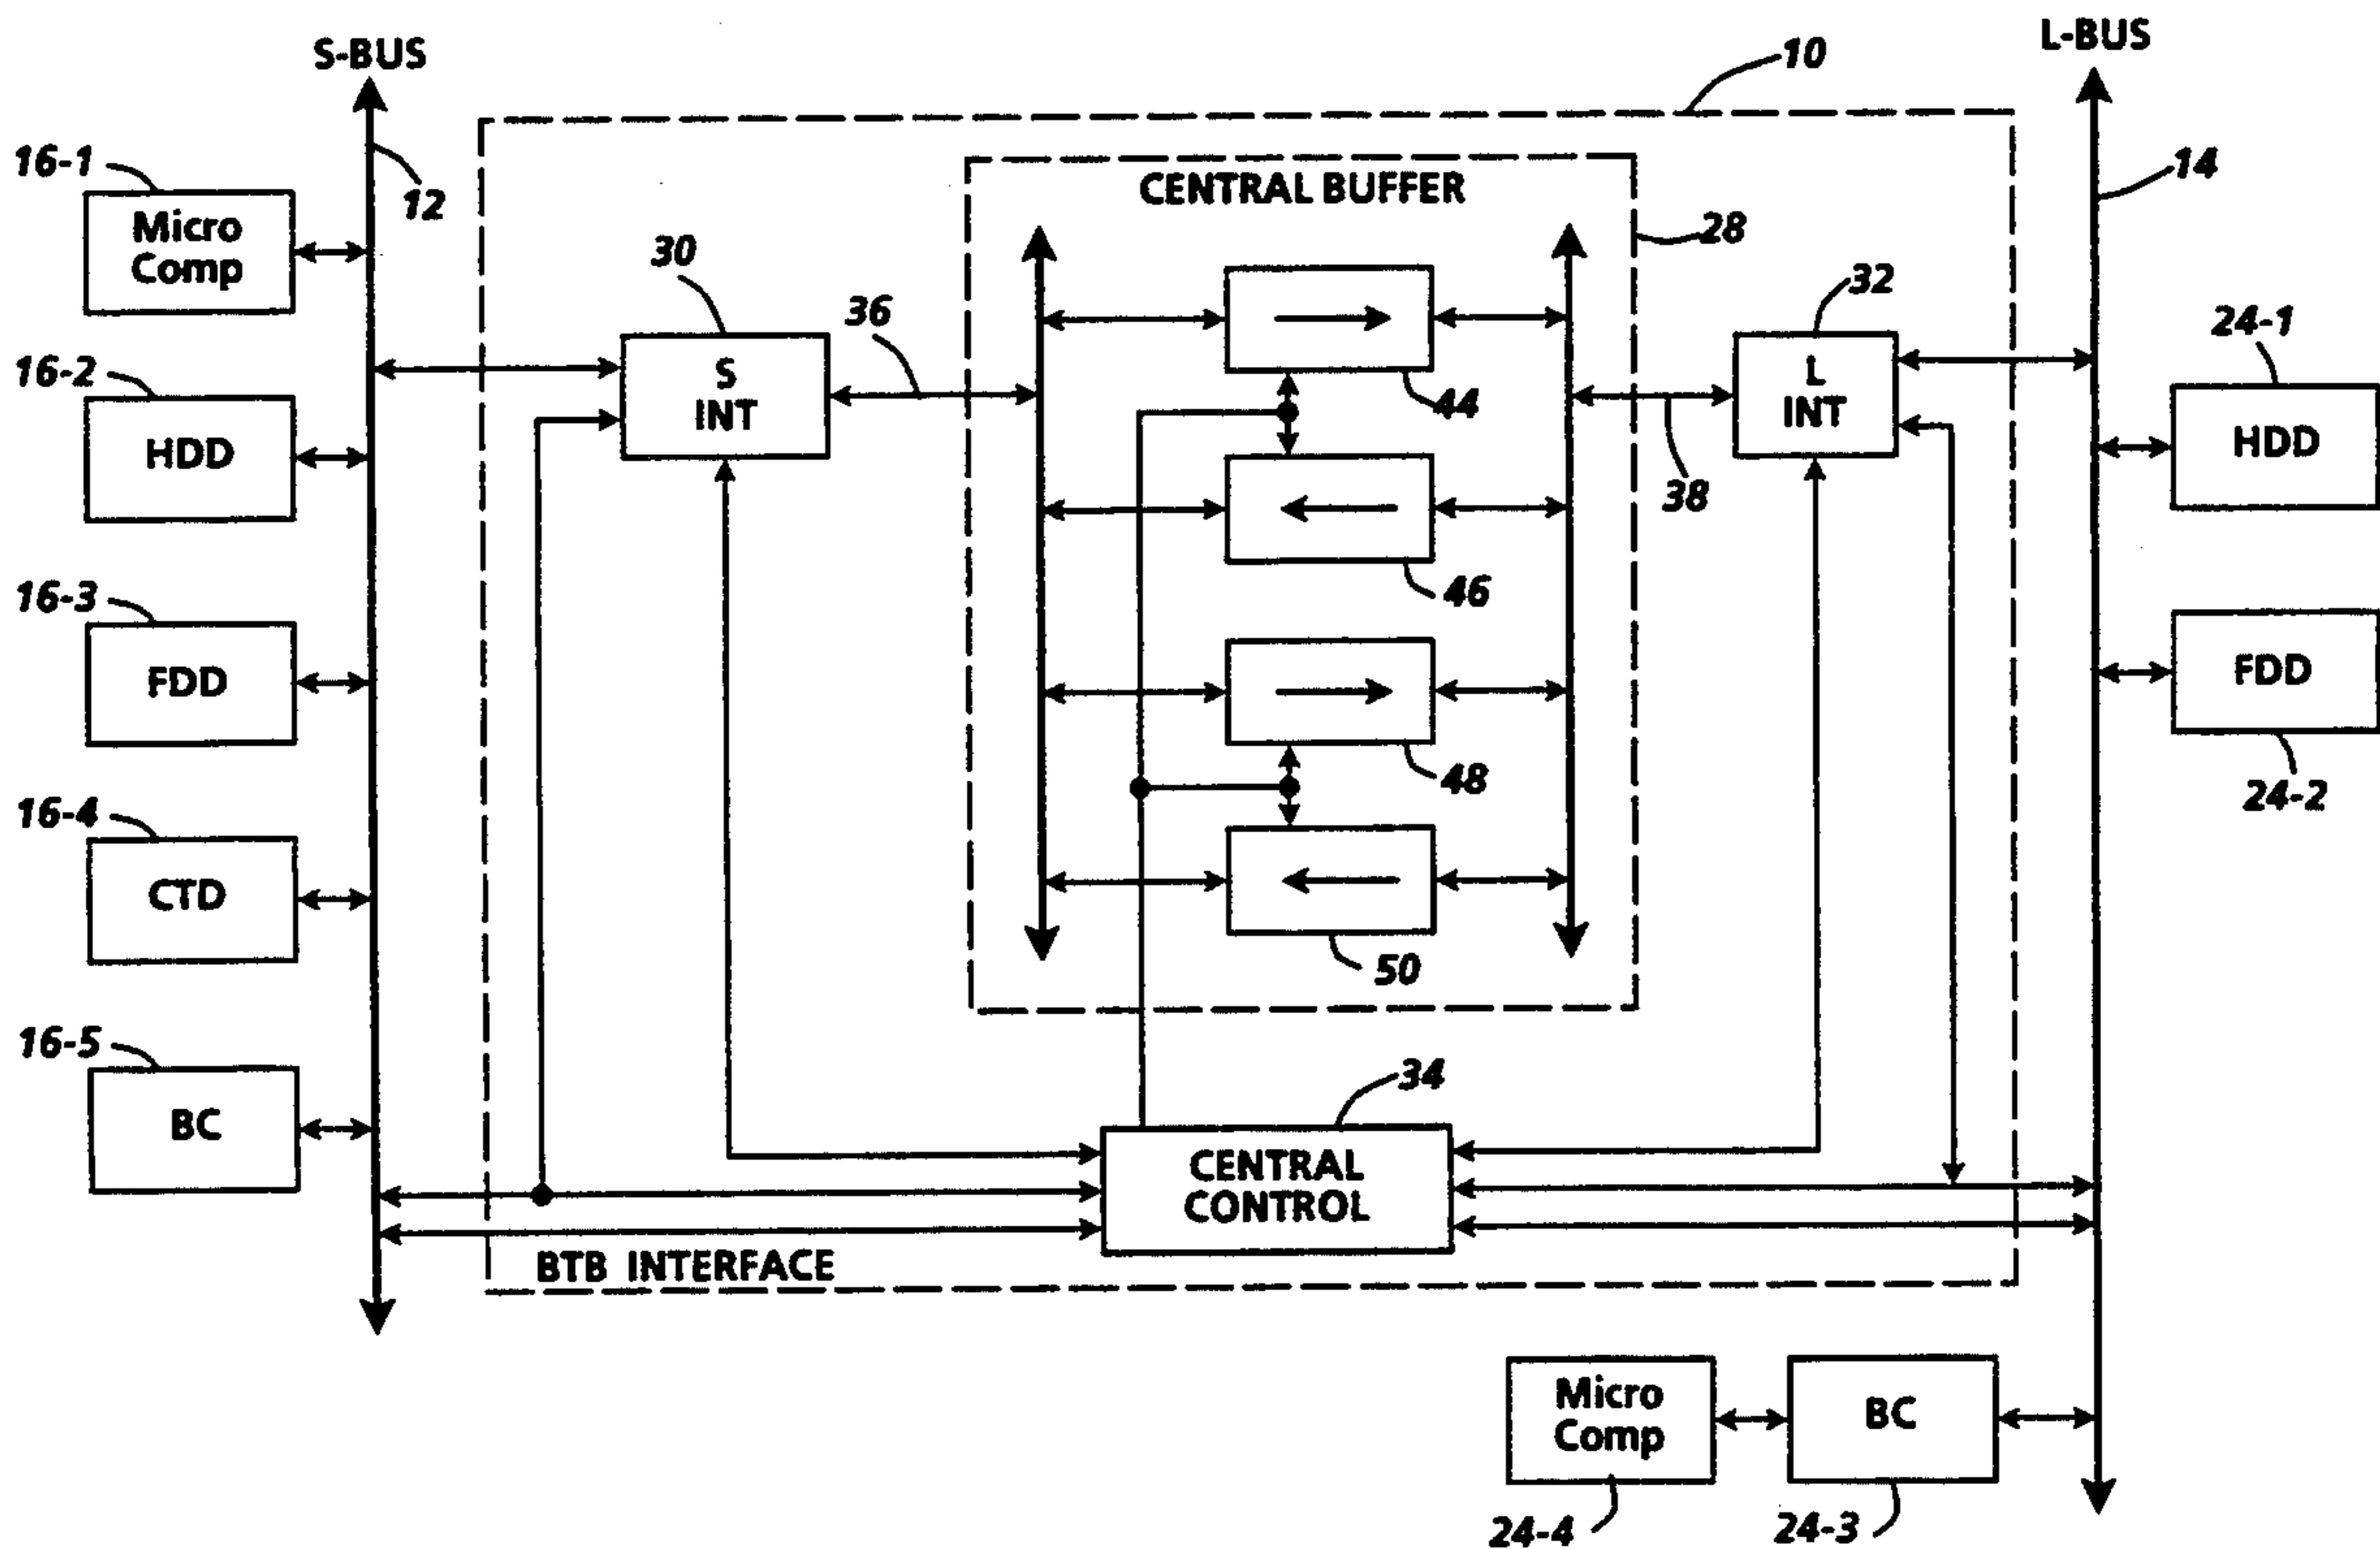 S-BUS
L-BUS
10
16-1
12
14
Micro
Comp
CENTRAL BUFFER
28
30
36
32
24-1
16-2
HDD
S
INT
44
L
INT
HDD
38
46
16-3
FDD
FDD
48
24-2
16-4
CTD
50
16-5
BC
34
CENTRAL
CONTROL
BTB INTERFACE
Micro
Comp
BC
24-4
24-3